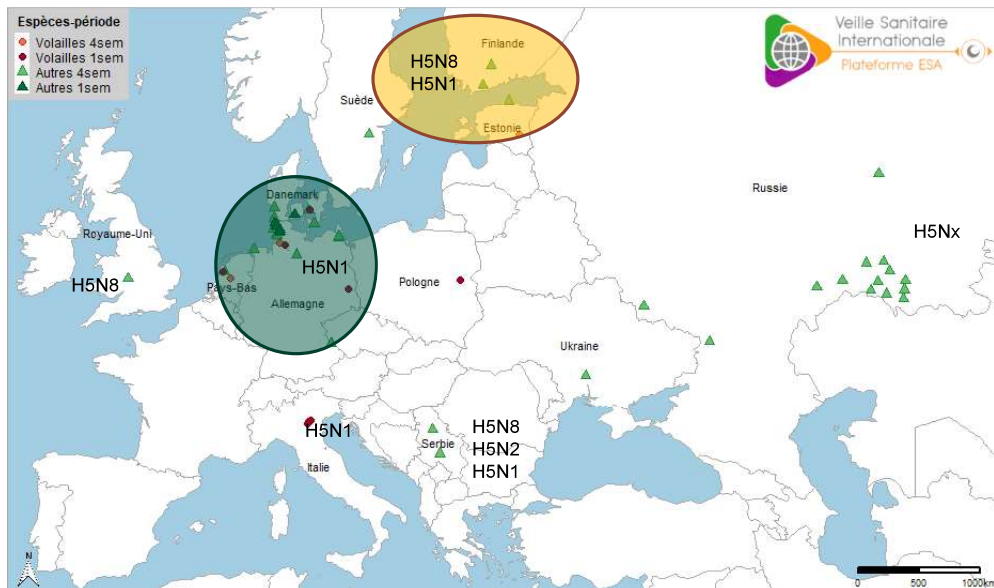 Espèces-période
Volailles 4sem
Volailles 1sem
Autres 4sem
Autres 1sem
Veille Sanitaire
Internationale
Plateforme ESA
Finlande
H5N8
H5N1
Suède
Estonie
Russie
Danemark
Royaume-Uni
H5Nx
H5N8
H5N1
Pays-Bas
Pologne
Allemagne
Ukraine
H5N1
Italie
Serbie
H5N8
H5N2
H5N1
N
0 500 1000km